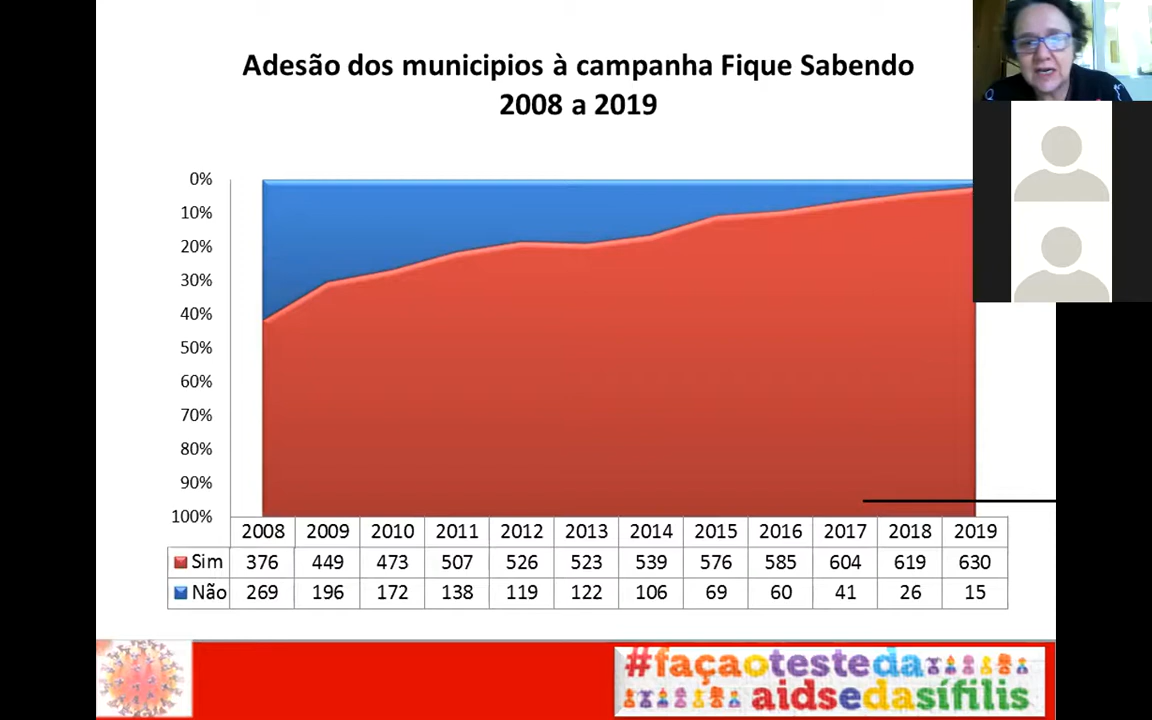 Adesão dos municipios à campanha Fique Sabendo
2008 a 2019
0%
10%
20%
30%
40%
50%
60%
70%
80%
90%
100%
2008 2009 2010 2011 2012 2013 2014 2015 2016 2017 2018 2019
Sim 376 449 473 507 526 523 539 576 585 604 619 630
Não 269 196 172 138 119 122 106 69 60 41 26 15
#façaotesteda
aidsedasífilis